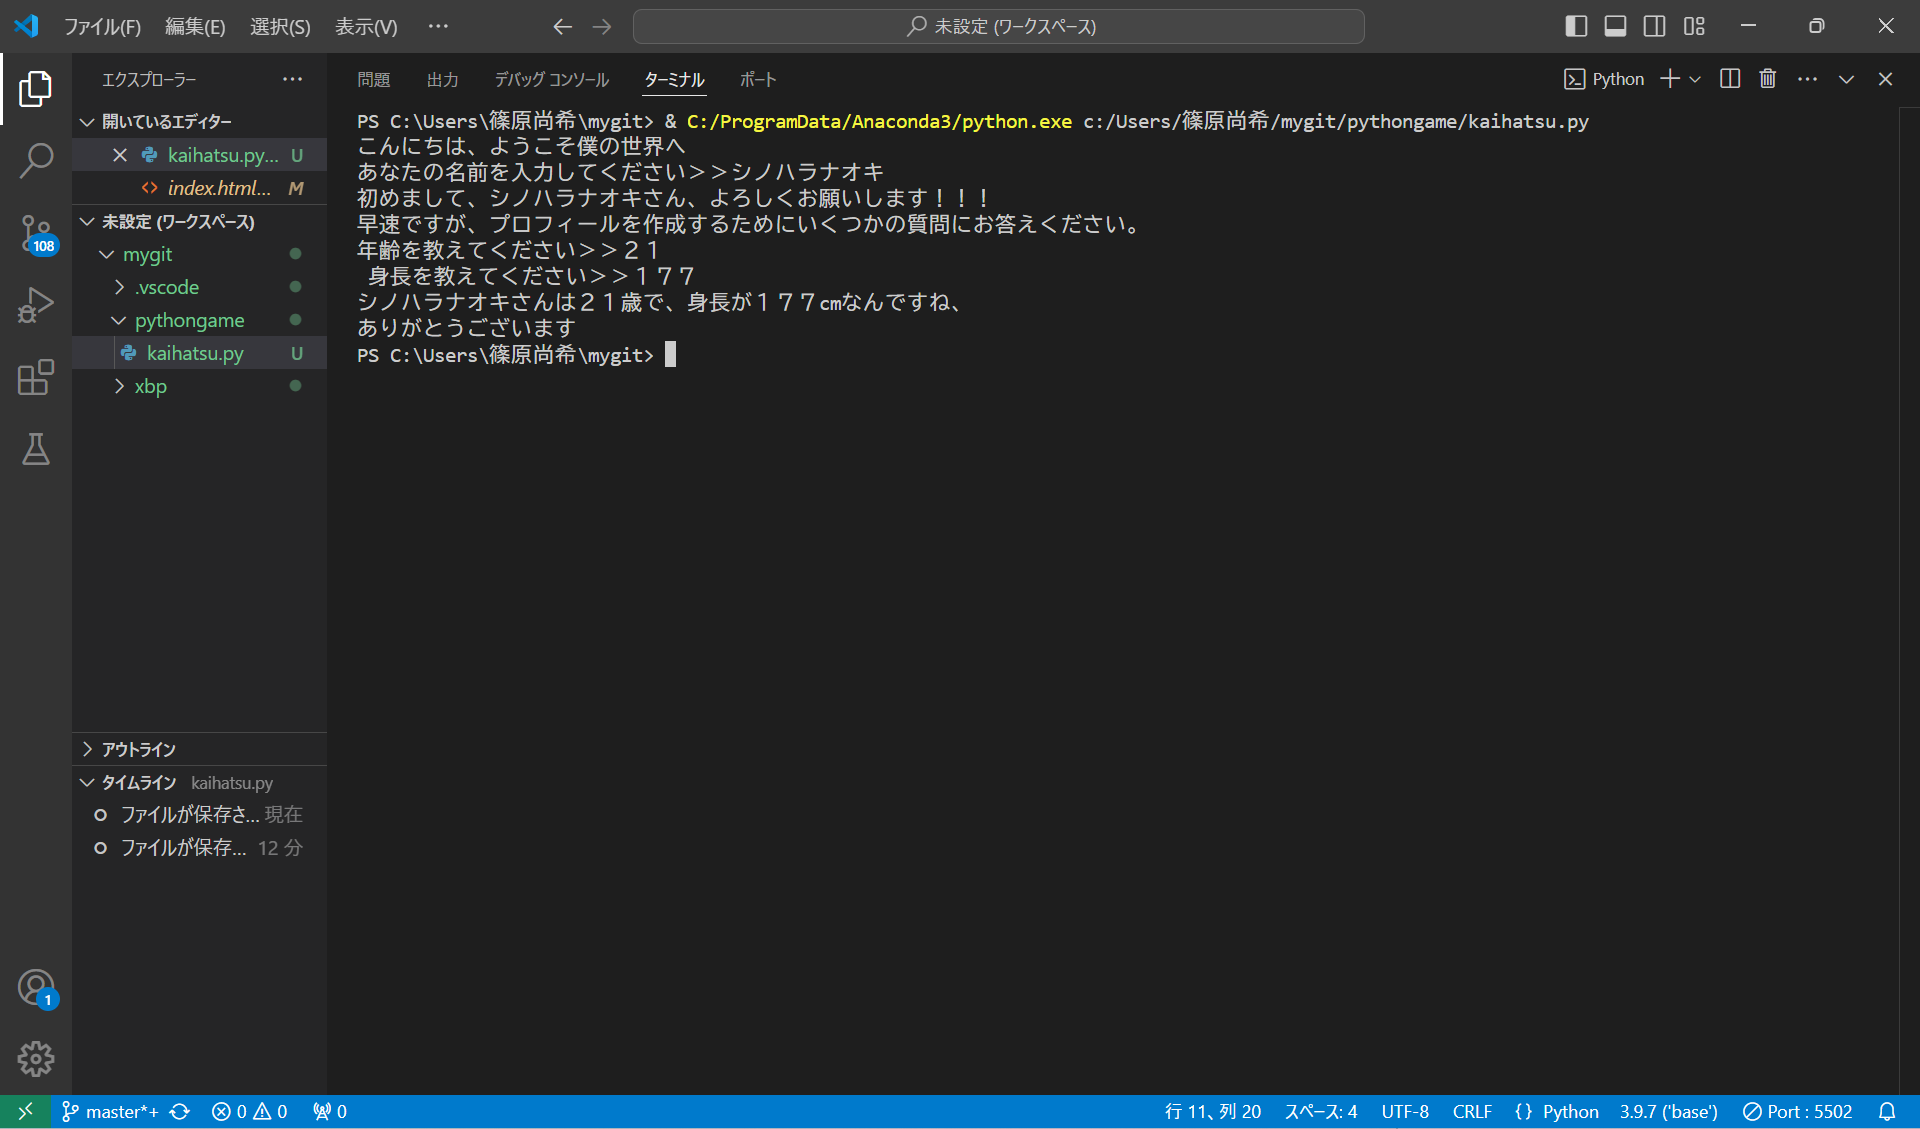 ファイル(F) 編集(E) 選択(S) 表示(V) ··· 未設定 (ワークスペース)
エクスプローラー ···
開いているエディター
kaihatsu.py... U
index.html... M
未設定 (ワークスペース)
mygit
.vscode
pythongame
kaihatsu.py U
xbp
108
アウトライン
タイムライン kaihatsu.py
ファイルが保存さ... 現在
ファイルが保存... 12 分
1
問題 出力 デバッグ コンソール ターミナル ポート Python
PS C:\Users\篠原尚希\mygit> & C:/ProgramData/Anaconda3/python.exe c:/Users/篠原尚希/mygit/pythongame/kaihatsu.py
こんにちは、ようこそ僕の世界へ
あなたの名前を入力してください＞＞シノハラナオキ
初めまして、シノハラナオキさん、よろしくお願いします！！！
早速ですが、プロフィールを作成するためにいくつかの質問にお答えください。
年齢を教えてください＞＞２１
身長を教えてください＞＞１７７
シノハラナオキさんは２１歳で、身長が１７７cmなんですね、
ありがとうございます
PS C:\Users\篠原尚希\mygit>
master*+ 0 0 0 行 11、列 20 スペース: 4 UTF-8 CRLF {} Python 3.9.7 ('base') Port : 5502